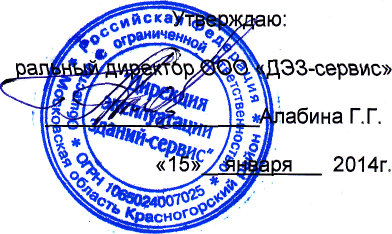 Утверждаю:
ральный директор ООО «ДЭЗ-сервис»
Алабина Г.Г.
«15» января 2014г.
* Российская Федерация * Московская область Красногорский район
Общество с ограниченной ответственностью
* ОГРН 1065024007025 *
"Дирекция
эксплуатации
зданий-сервис"